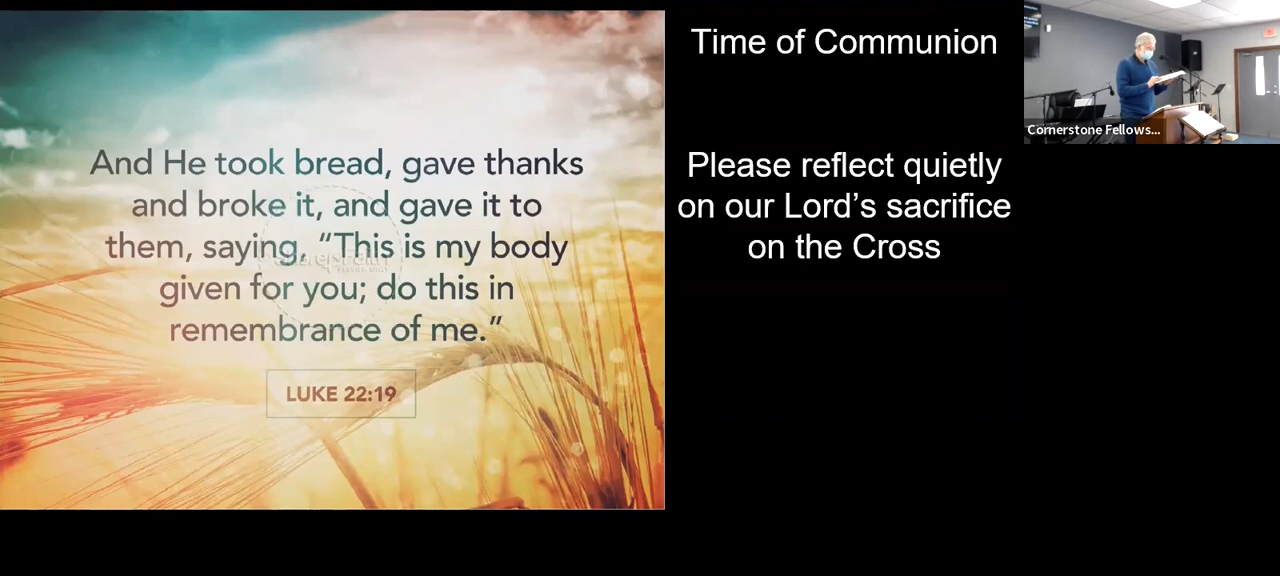 And He took bread, gave thanks
and broke it, and gave it to
them, saying, “This is my body
given for you; do this in
remembrance of me.”
LUKE 22:19
Time of Communion
Please reflect quietly
on our Lord’s sacrifice
on the Cross
Cornerstone Fellows...